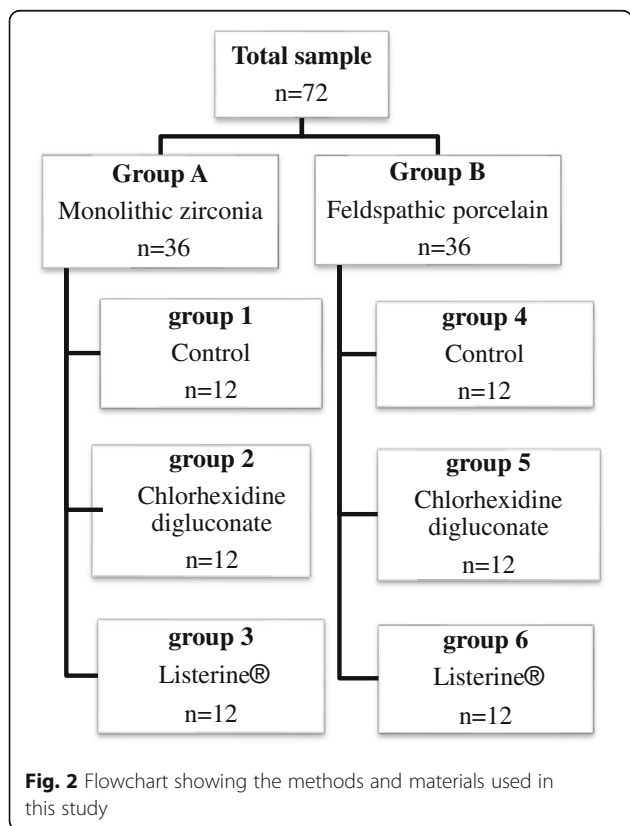 Total sample
n=72
Group A
Monolithic zirconia
n=36
Group B
Feldspathic porcelain
n=36
group 1
Control
n=12
group 2
Chlorhexidine
digluconate
n=12
group 3
Listerine®
n=12
group 4
Control
n=12
group 5
Chlorhexidine
digluconate
n=12
group 6
Listerine®
n=12
Fig. 2 Flowchart showing the methods and materials used in
this study